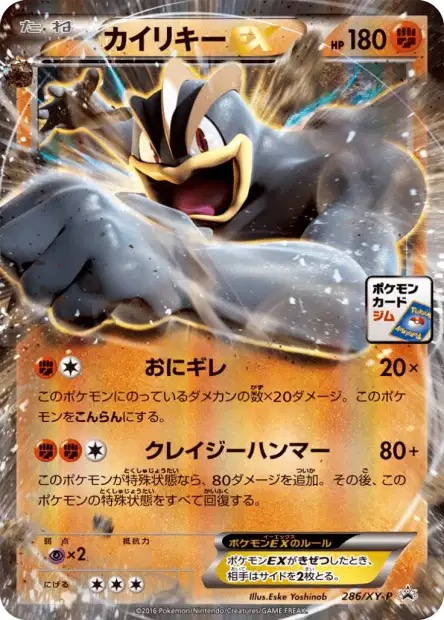 たね カイリキーEX HP180
ポケモン
カード
ジム
おにギレ 20×
このポケモンにのっているダメカンの数×20ダメージ。このポケ
モンをこんらんにする。
クレイジーハンマー 80+
このポケモンが特殊状態なら、80ダメージを追加。その後、この
ポケモンの特殊状態をすべて回復する。
弱点 抵抗力
×2
ポケモンEXのルール
ポケモンEXがきぜつしたとき、
相手はサイドを2枚とる。
にげる
Illus.Eske Yoshinob 286/XY-P
©2016 Pokémon/Nintendo/Creatures/GAME FREAK.